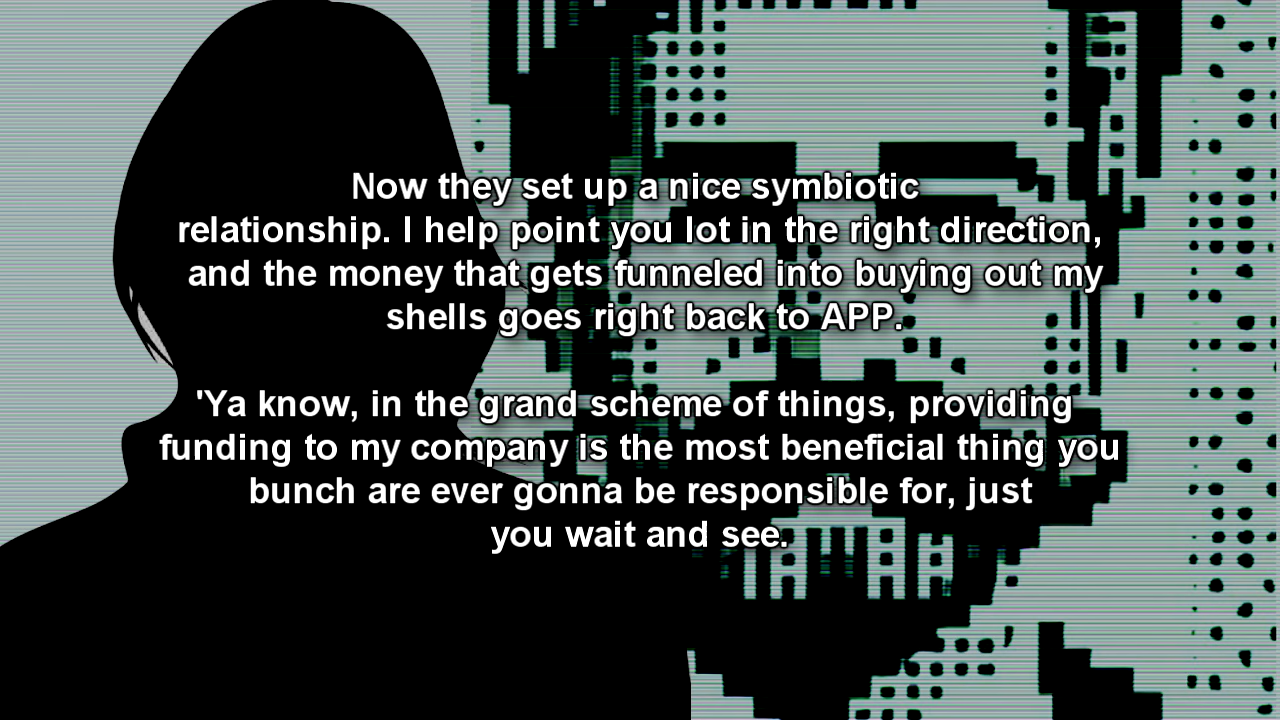 Now they set up a nice symbiotic
relationship. I help point you lot in the right direction,
and the money that gets funneled into buying out my
shells goes right back to APP.
'Ya know, in the grand scheme of things, providing
funding to my company is the most beneficial thing you
bunch are ever gonna be responsible for, just
you wait and see.